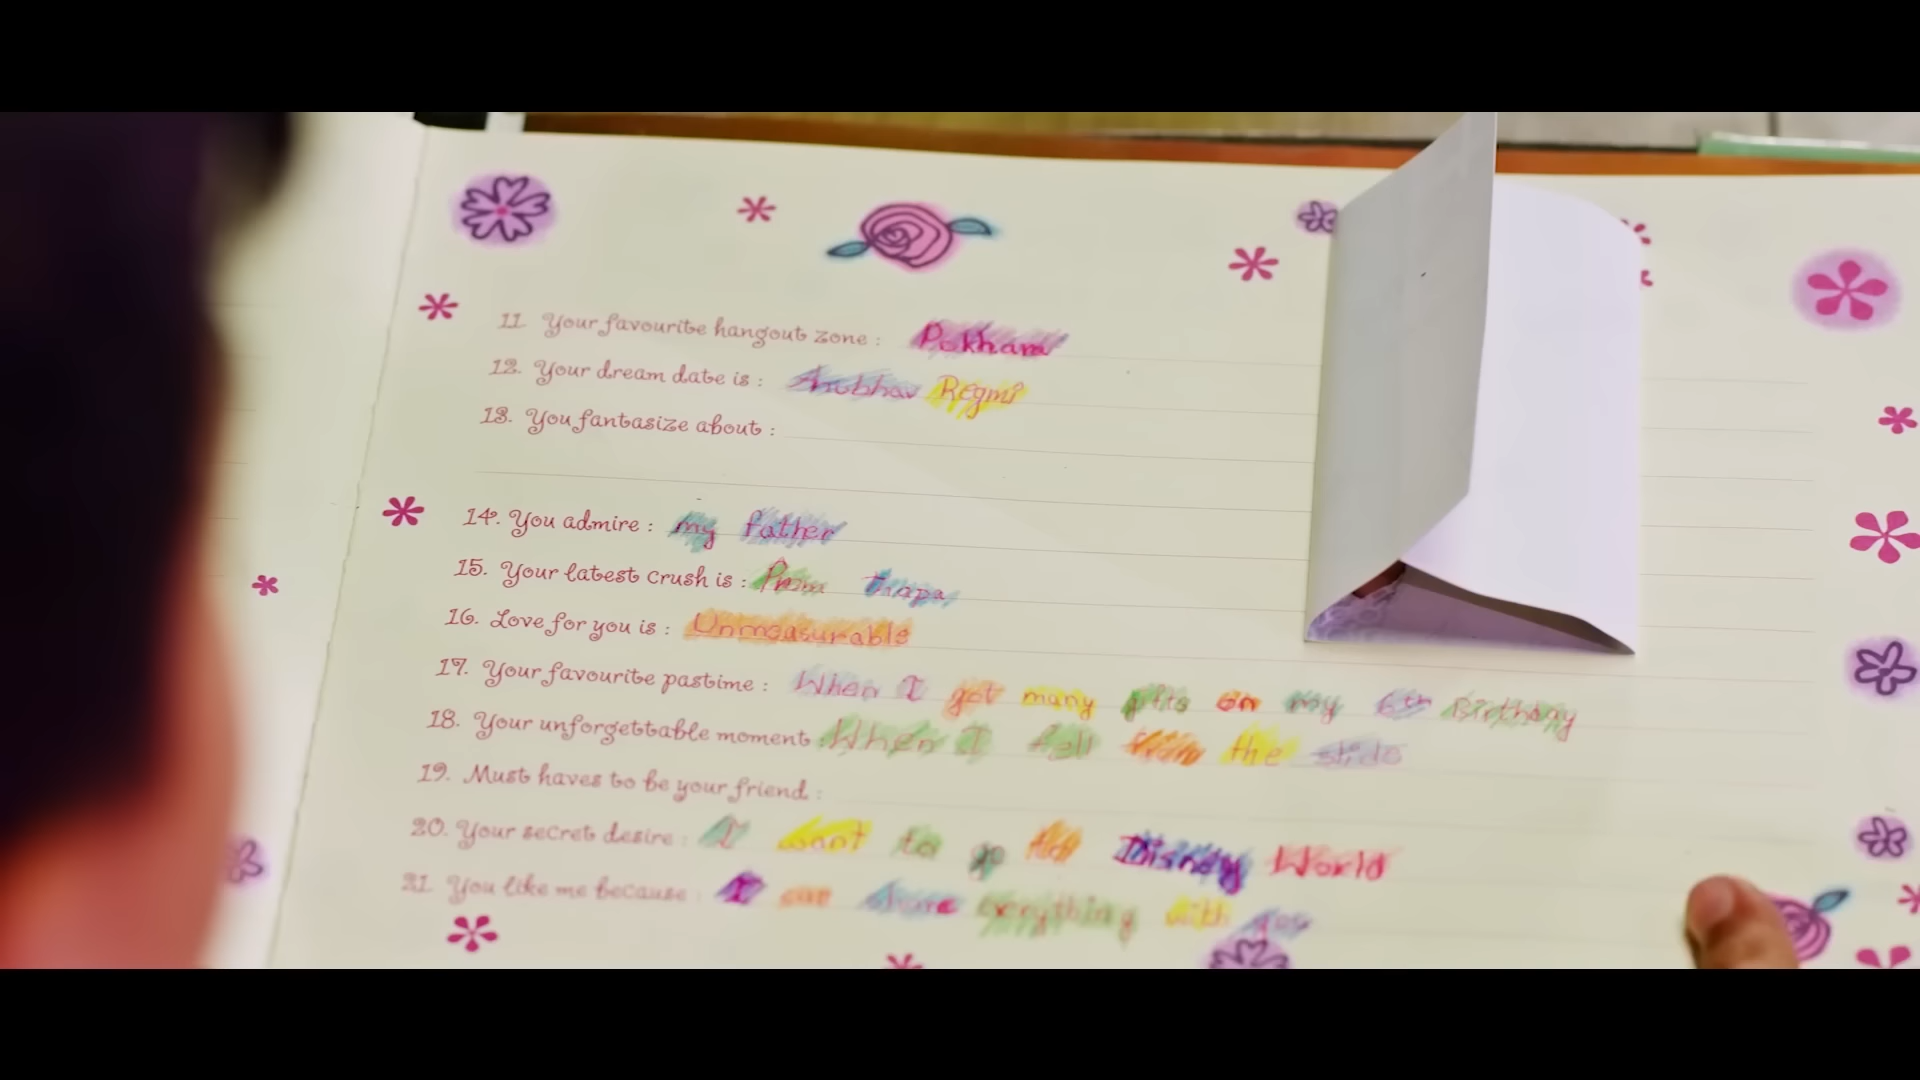 11. Your favourite hangout zone : Pokhara
12. Your dream date is : Anubhav Regmi
13. You fantasize about :
14. You admire : my father
15. Your latest crush is : Thapa
16. Love for you is : Unmeasurable
17. Your favourite pastime : When I got many gifts on my 6th Birthday
18. Your unforgettable moment : When I fell from the slide
19. Must haves to be your friend :
20. Your secret desire : I want to go to Disney World
21. You like me because : I can share everything with you